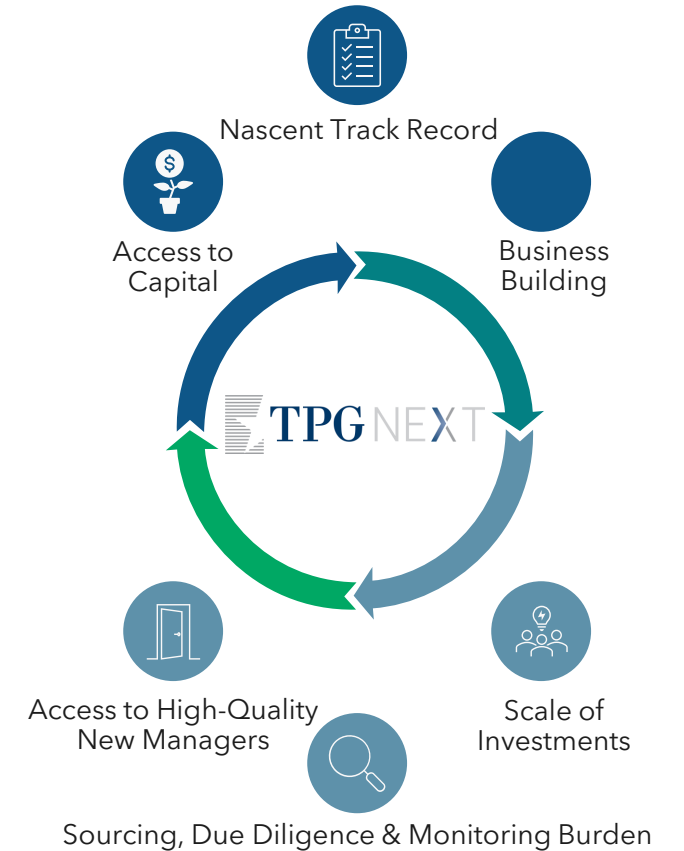 $
Nascent Track Record
Access to
Capital
Business
Building
TPG NEXT
Access to High-Quality
New Managers
Scale of
Investments
Sourcing, Due Diligence & Monitoring Burden